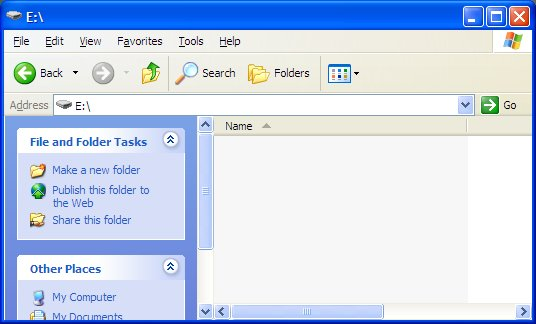 E:\
File Edit View Favorites Tools Help
Back Search Folders
Address E:\ Go
Name
File and Folder Tasks
Make a new folder
Publish this folder to
the Web
Share this folder
Other Places
My Computer
My Documents